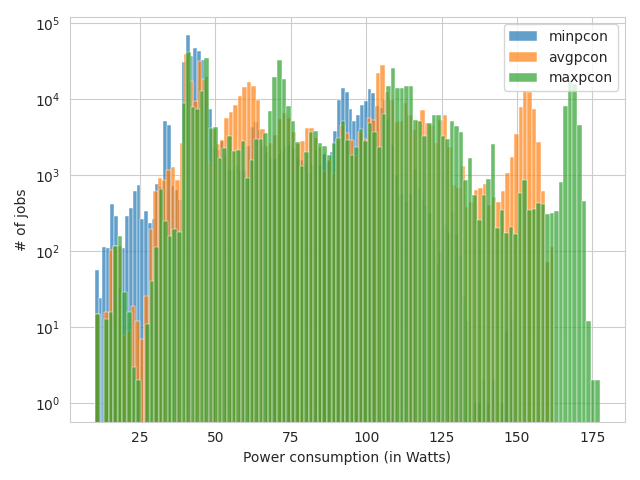 minpcon
avgpcon
maxpcon
# of jobs
10⁵
10⁴
10³
10²
10¹
10⁰
25
50
75
100
125
150
175
Power consumption (in Watts)